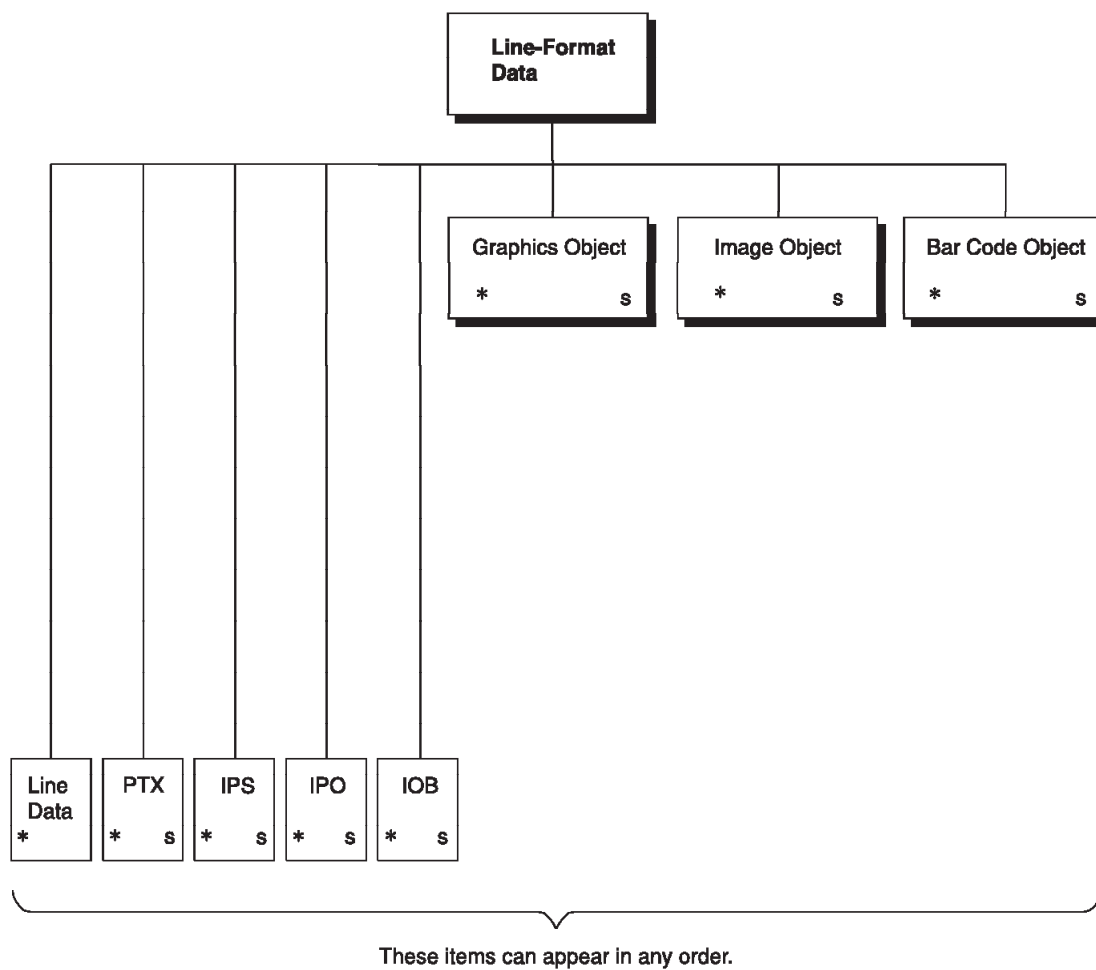 Line-Format
Data
Graphics Object
* s
Image Object
* s
Bar Code Object
* s
Line
Data
*
PTX
* s
IPS
* s
IPO
* s
IOB
* s
These items can appear in any order.